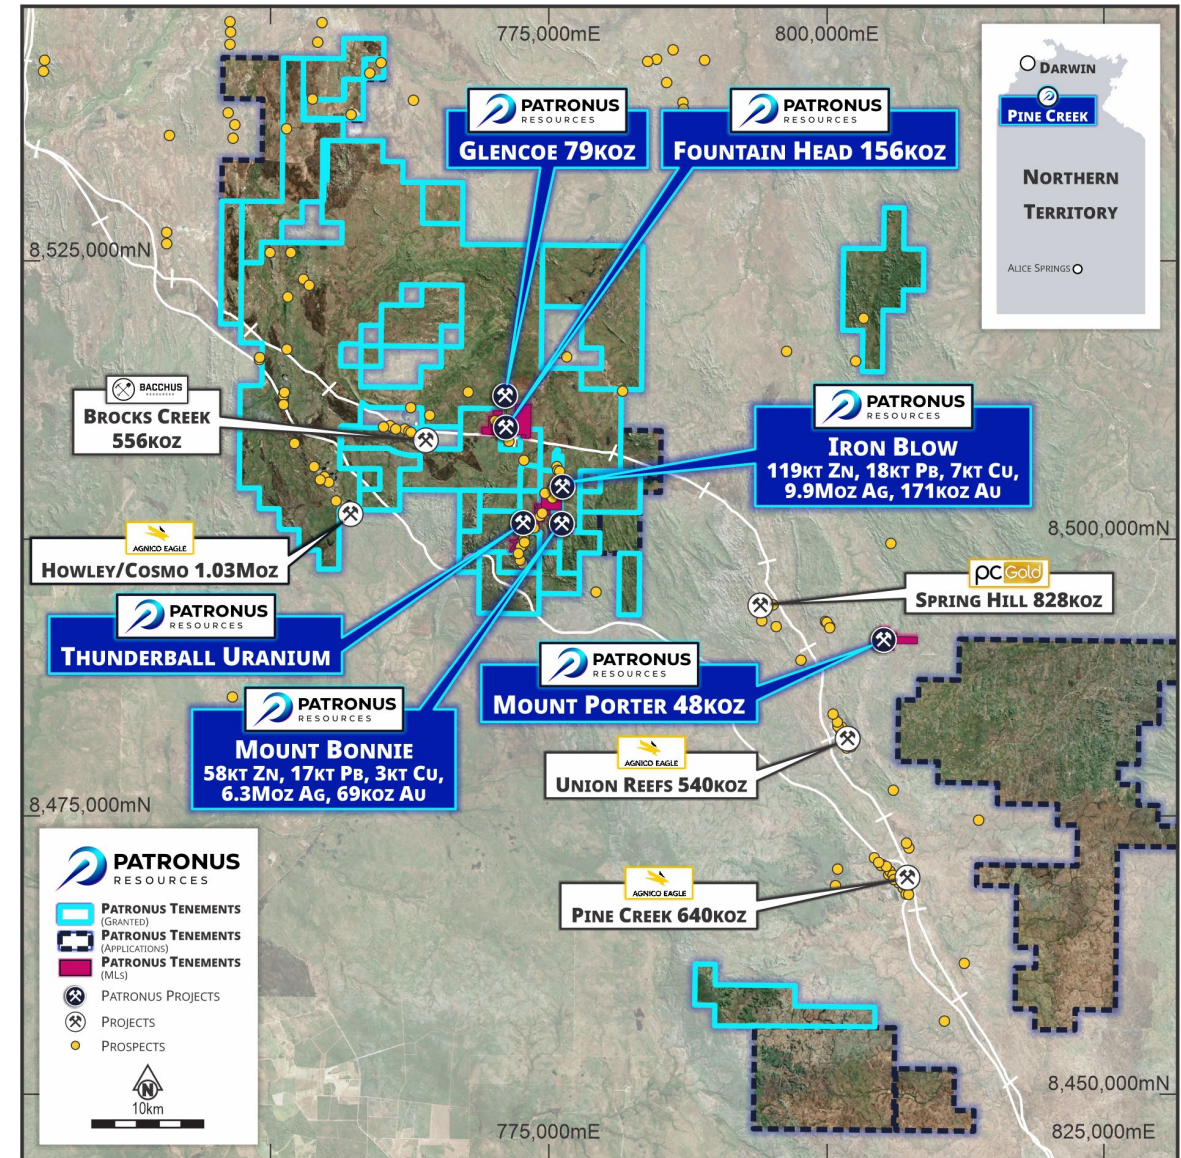 775,000mE
800,000mE
DARWIN
PINE CREEK
NORTHERN
TERRITORY
ALICE SPRINGS
PATRONUS
RESOURCES
GLENCOE 79KOZ
PATRONUS
RESOURCES
FOUNTAIN HEAD 156KOZ
8,525,000mN
BACCHUS
RESOURCES
BROCKS CREEK
556KOZ
PATRONUS
RESOURCES
IRON BLOW
119KT ZN, 18KT PB, 7KT CU,
9.9MOZ AG, 171KOZ AU
8,500,000mN
AGNICO EAGLE
HOWLEY/COSMO 1.03MOZ
pcGold
SPRING HILL 828KOZ
PATRONUS
RESOURCES
THUNDERBALL URANIUM
PATRONUS
RESOURCES
MOUNT PORTER 48KOZ
PATRONUS
RESOURCES
MOUNT BONNIE
58KT ZN, 17KT PB, 3KT CU,
6.3MOZ AG, 69KOZ AU
AGNICO EAGLE
UNION REEFS 540KOZ
8,475,000mN
AGNICO EAGLE
PINE CREEK 640KOZ
PATRONUS
RESOURCES
PATRONUS TENEMENTS
(GRANTED)
PATRONUS TENEMENTS
(APPLICATIONS)
PATRONUS TENEMENTS
(MLS)
PATRONUS PROJECTS
PROJECTS
PROSPECTS
N
10km
8,450,000mN
775,000mE
825,000mE